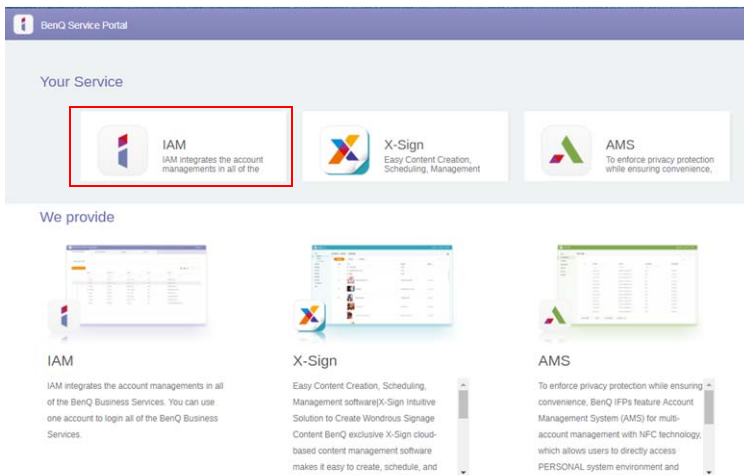 BenQ Service Portal
Your Service
IAM
IAM integrates the account
managements in all of the
X-Sign
Easy Content Creation,
Scheduling, Management
AMS
To enforce privacy protection
while ensuring convenience,
We provide
IAM
IAM integrates the account managements in all
of the BenQ Business Services. You can use
one account to login all of the BenQ Business
Services.
X-Sign
Easy Content Creation, Scheduling,
Management software|X-Sign Intuitive
Solution to Create Wondrous Signage
Content BenQ exclusive X-Sign cloud-
based content management software
makes it easy to create, schedule, and
AMS
To enforce privacy protection while ensuring
convenience, BenQ IFPs feature Account
Management System (AMS) for multi-
account management with NFC technology,
which allows users to directly access
PERSONAL system environment and